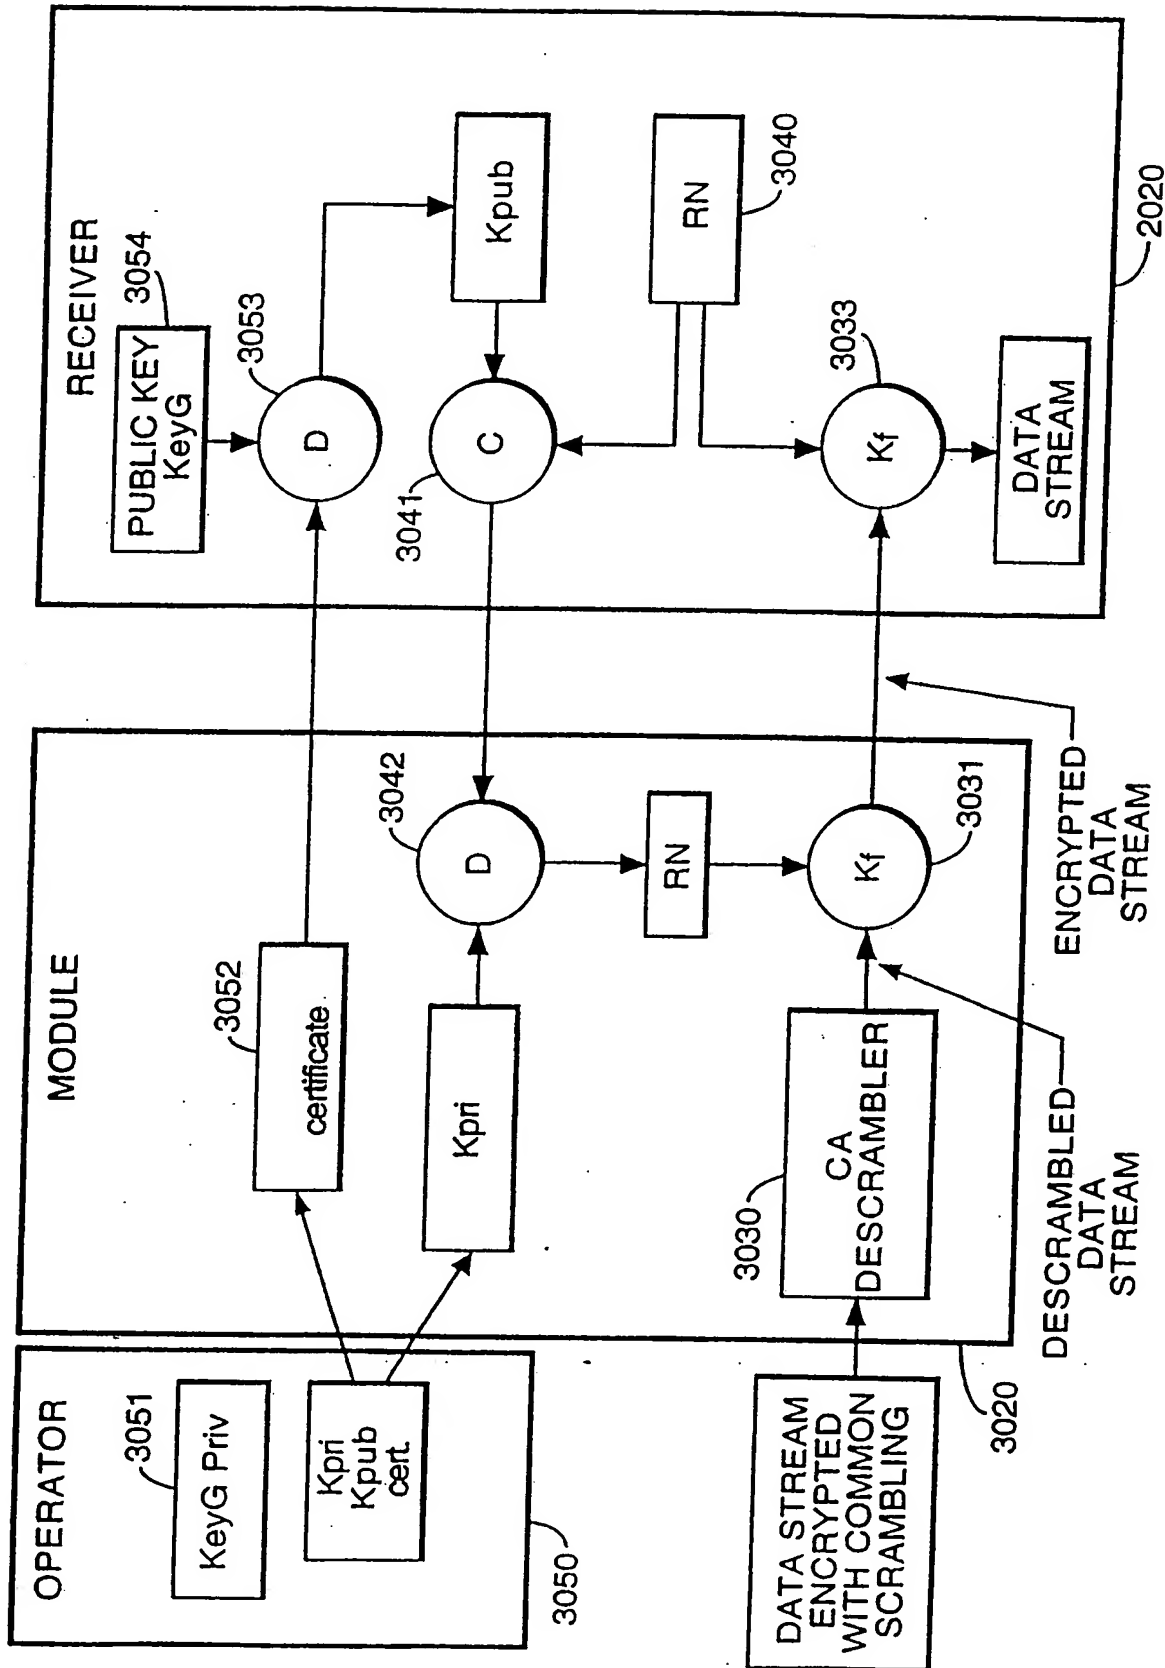 OPERATOR
3051
KeyG Priv
Kpri
Kpub
cert.
3050
DATA STREAM
ENCRYPTED
WITH COMMON
SCRAMBLING
MODULE
3052
certificate
Kpri
3042
D
RN
3030
CA
DESCRAMBLER
Kf
3031
3020
DESCRAMBLED
DATA
STREAM
ENCRYPTED
DATA
STREAM
RECEIVER
PUBLIC KEY
KeyG
3054
D
3053
Kpub
C
3041
RN
3040
Kf
3033
DATA
STREAM
2020